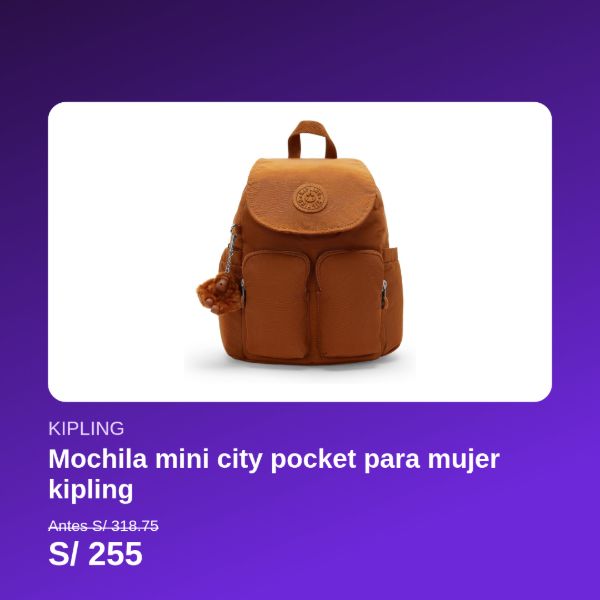 KIPLING
Mochila mini city pocket para mujer
kipling
Antes S/ 318.75
S/ 255